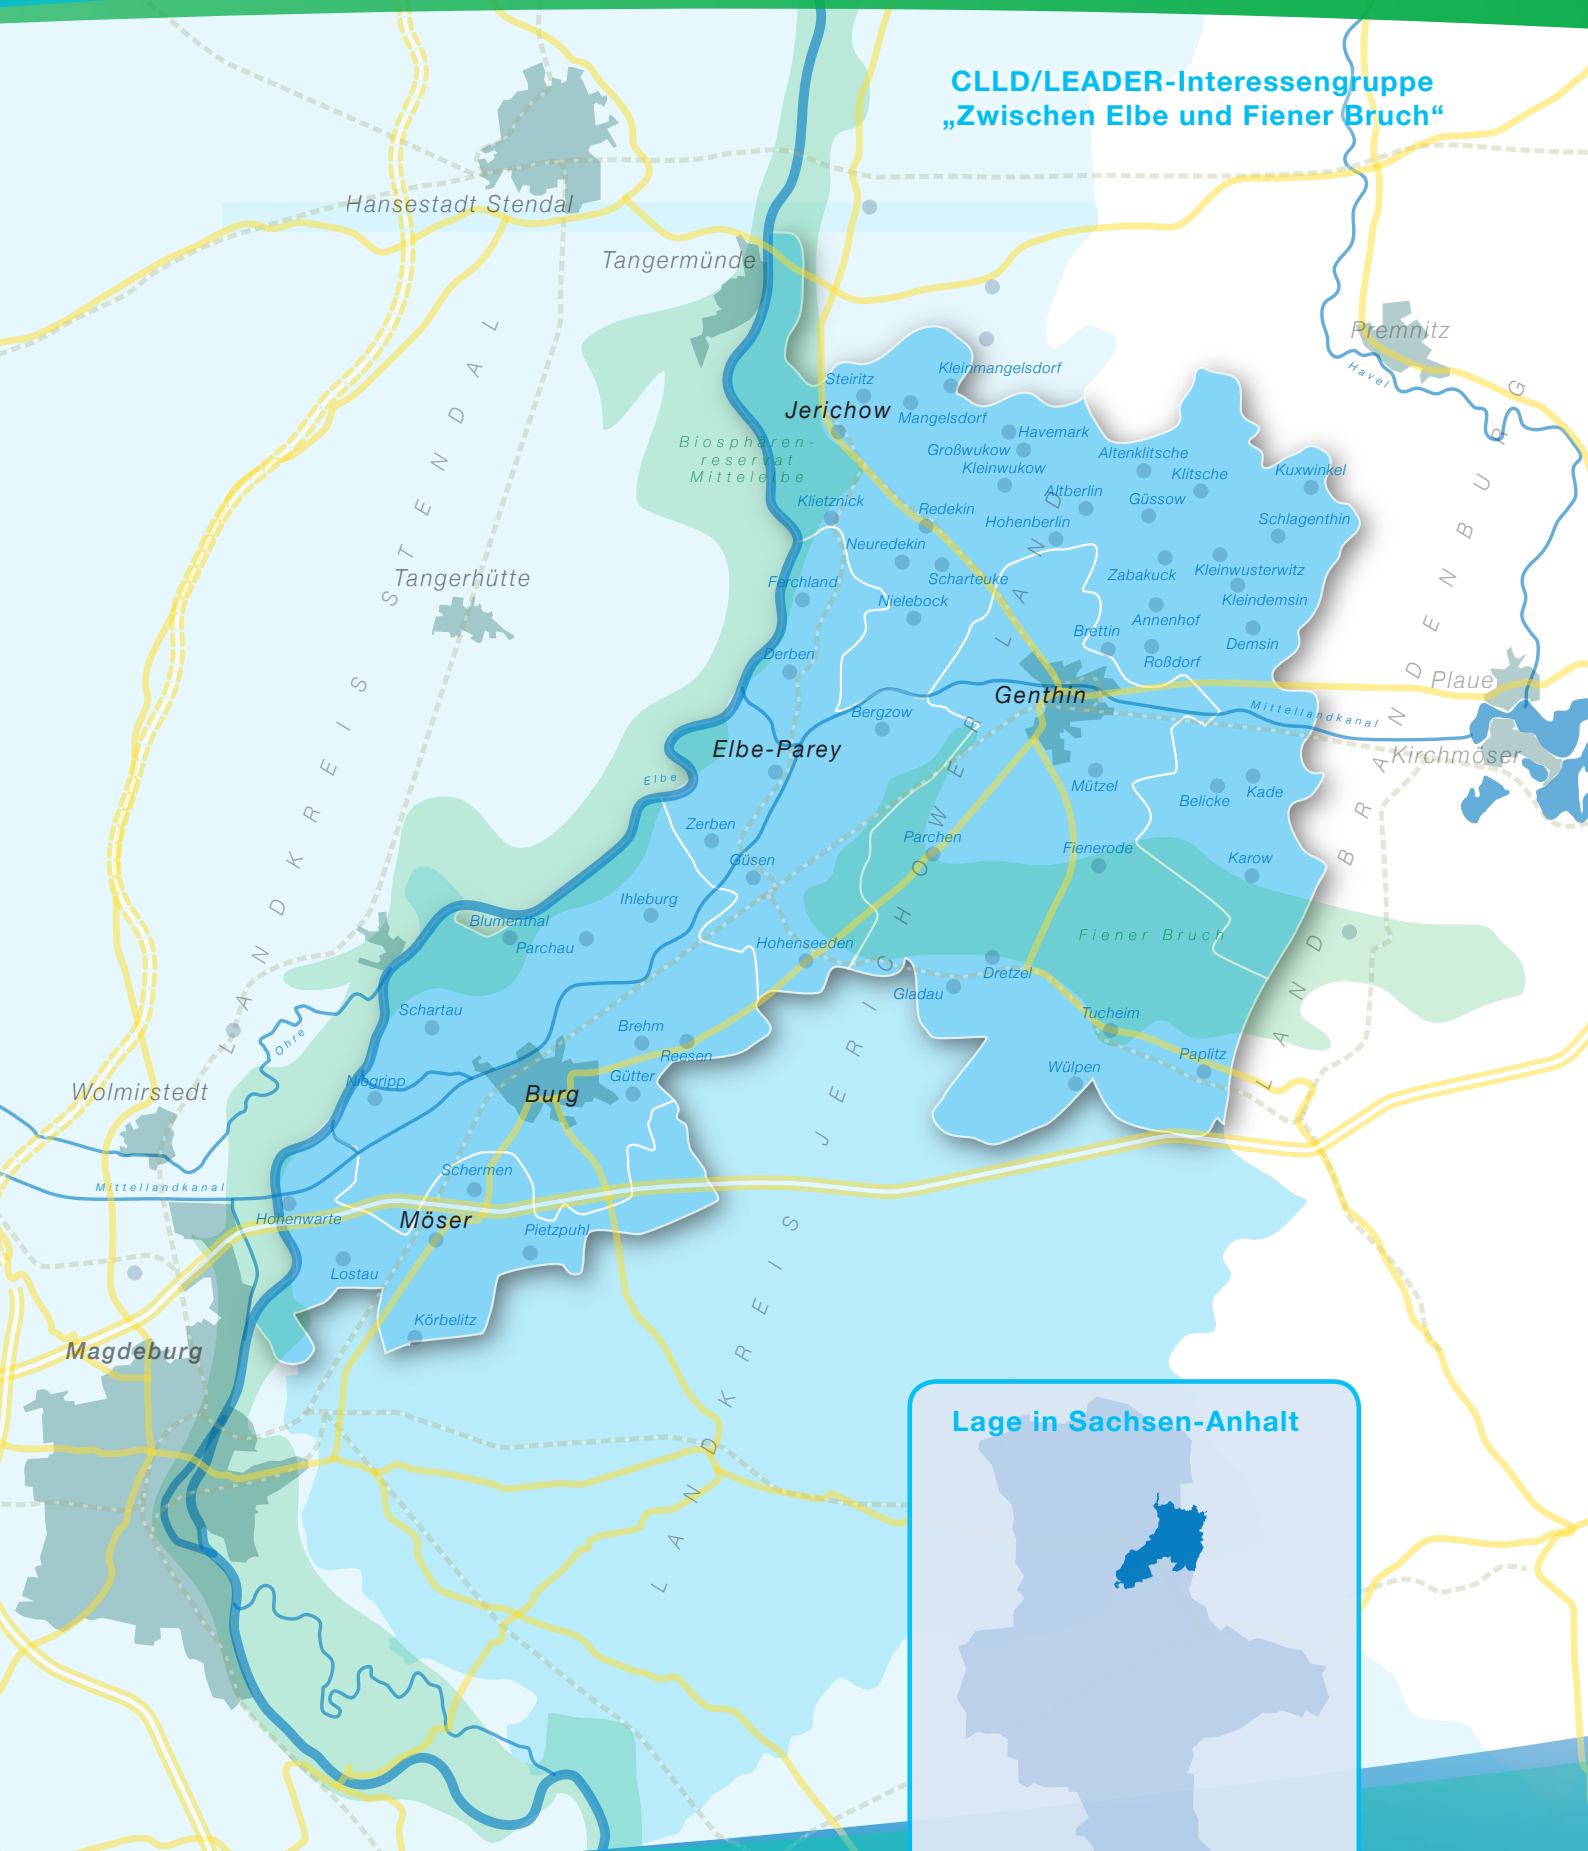 CLLD/LEADER-Interessengruppe
„Zwischen Elbe und Fiener Bruch“
Hansestadt Stendal
Tangermünde
Premnitz
Havel
Kleinmangelsdorf
Steiritz
Jerichow
Mangelsdorf
Havemark
Großwukow
Kleinwukow
Altenklitsche
Klitsche
Kuxwinkel
Biosphären-
reservat
Mittelelbe
Klietznick
Redekin
Altberlin
Güssow
Hohenberlin
Schlagenthin
Neuredekin
Scharteuke
Zabakuck
Kleinwusterwitz
Tangerhütte
Ferchland
Nielebock
Kleindemsin
Annenhof
Brettin
Demsin
Roßdorf
Derben
Genthin
Plaue
Bergzow
Mittellandkanal
Elbe-Parey
Kirchmöser
Elbe
Mützel
Belicke
Kade
Zerben
Parchen
Fienerode
Karow
Güsen
Ihleburg
Blumenthal
Parchau
Hohenseeden
Fiener Bruch
Dretzel
Gladau
Schartau
Tucheim
Brehm
Reesen
Paplitz
Ohre
Wülpen
Niegripp
Gütter
Wolmirstedt
Burg
Schermen
Mittellandkanal
Hohenwarte
Möser
Pietzpuhl
Lostau
Körbelitz
Magdeburg
LANDKREIS STENDAL
LANDKREIS JERICHOWER LAND
LAND BRANDENBURG
Lage in Sachsen-Anhalt